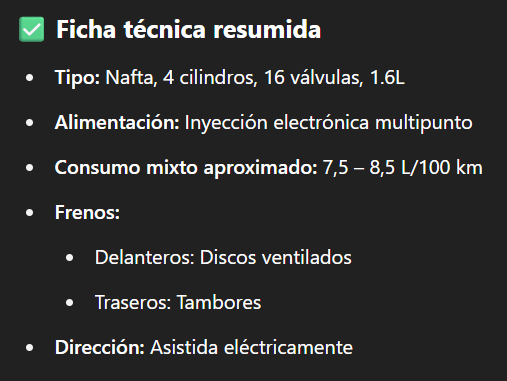 ✅ Ficha técnica resumida
• Tipo: Nafta, 4 cilindros, 16 válvulas, 1.6L
• Alimentación: Inyección electrónica multipunto
• Consumo mixto aproximado: 7,5 – 8,5 L/100 km
• Frenos:
• Delanteros: Discos ventilados
• Traseros: Tambores
• Dirección: Asistida eléctricamente